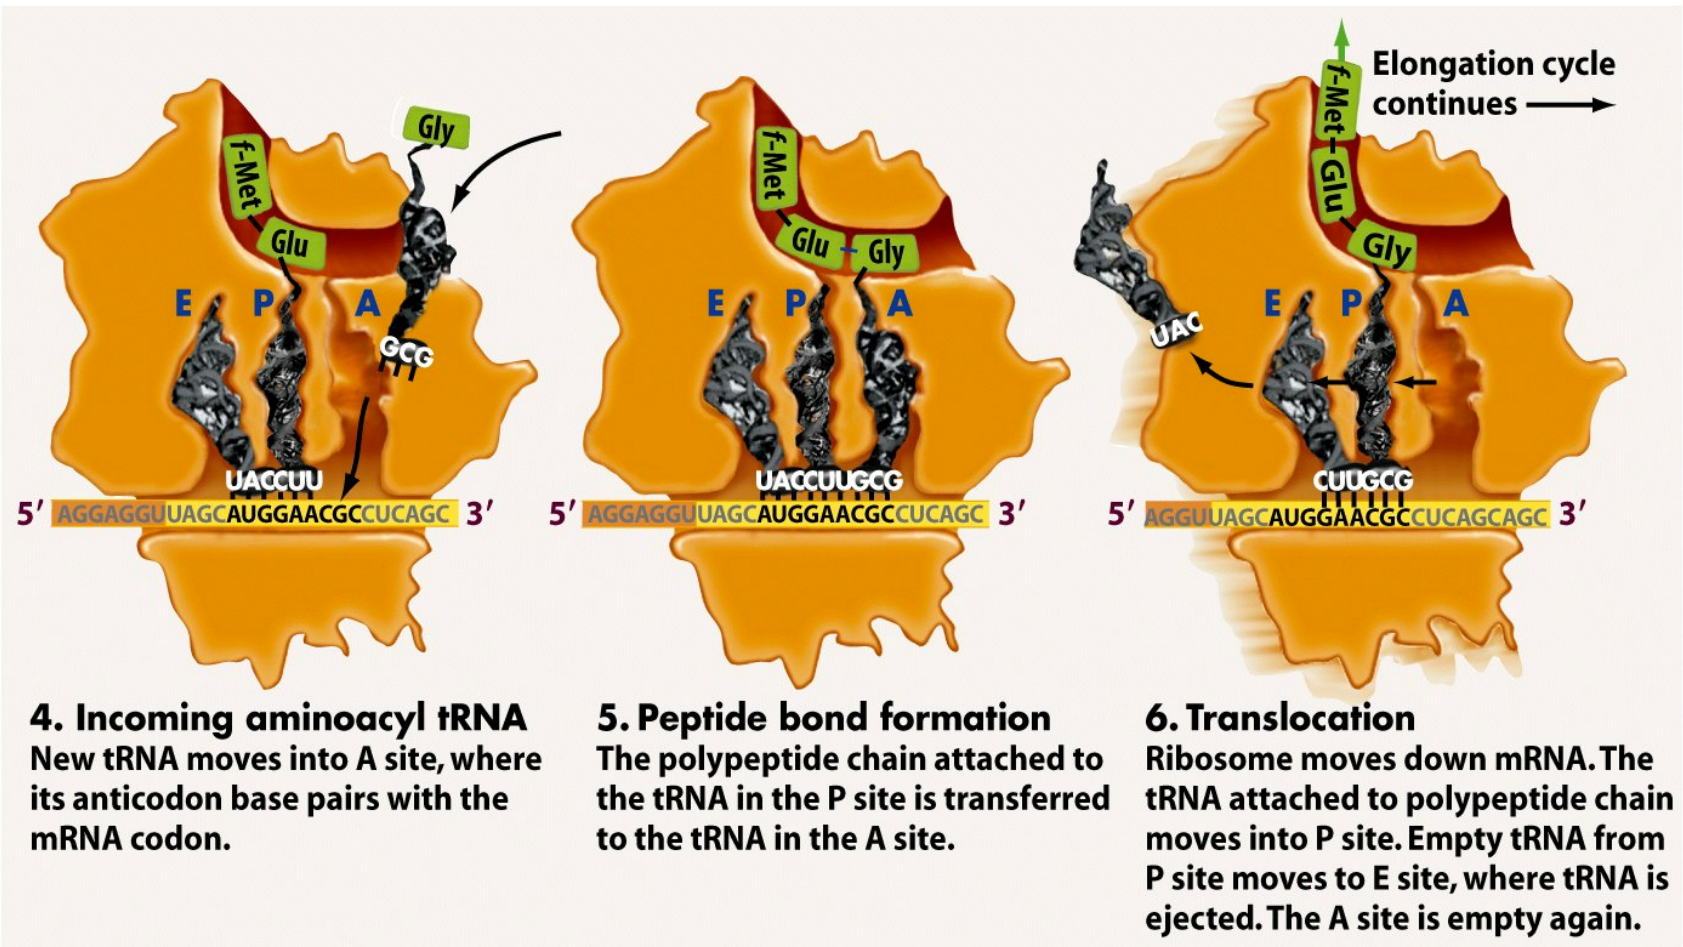 Gly
f-Met
Glu
E P A
GCG
UACCUU
5′ AGGAGGUUAGCAUGGAACGCCUCAGC 3′
4. Incoming aminoacyl tRNA
New tRNA moves into A site, where
its anticodon base pairs with the
mRNA codon.
f-Met
Glu - Gly
E P A
UACCUUGCG
5′ AGGAGGUUAGCAUGGAACGCCUCAGC 3′
5. Peptide bond formation
The polypeptide chain attached to
the tRNA in the P site is transferred
to the tRNA in the A site.
Elongation cycle
continues
f-Met-Glu
Gly
E P A
UAC
CUUGCG
5′ AGGUUAGCAUGGAACGCCUCAGCAGC 3′
6. Translocation
Ribosome moves down mRNA. The
tRNA attached to polypeptide chain
moves into P site. Empty tRNA from
P site moves to E site, where tRNA is
ejected. The A site is empty again.